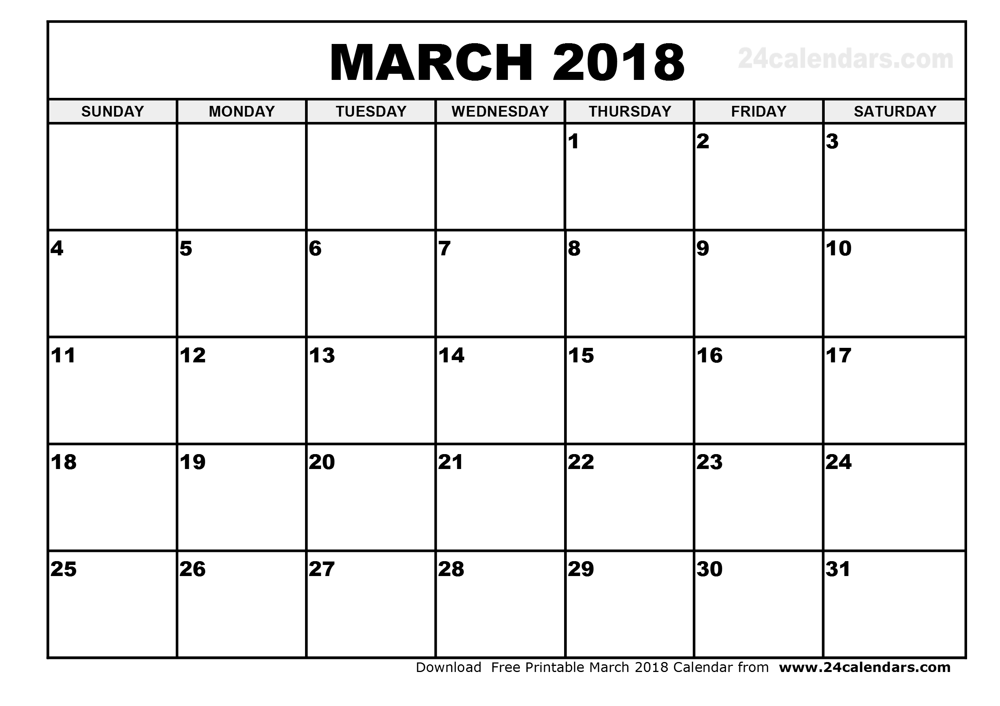 MARCH 2018 24calendars.com
SUNDAY MONDAY TUESDAY WEDNESDAY THURSDAY FRIDAY SATURDAY
1 2 3
4 5 6 7 8 9 10
11 12 13 14 15 16 17
18 19 20 21 22 23 24
25 26 27 28 29 30 31
Download Free Printable March 2018 Calendar from www.24calendars.com